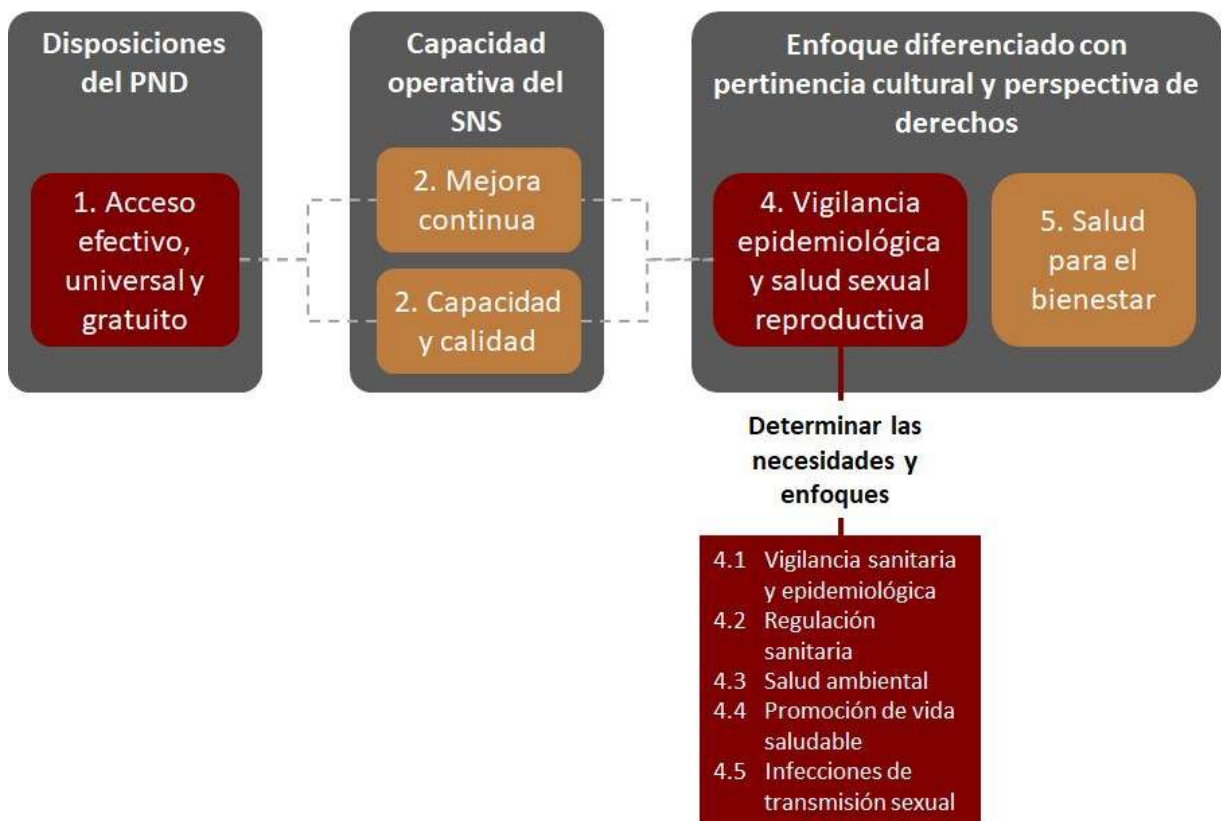 Disposiciones
del PND
1. Acceso
efectivo,
universal y
gratuito
Capacidad
operativa del
SNS
2. Mejora
continua
2. Capacidad
y calidad
Enfoque diferenciado con
pertinencia cultural y perspectiva de
derechos
4. Vigilancia
epidemiológica
y salud sexual
reproductiva
5. Salud
para el
bienestar
Determinar las
necesidades y
enfoques
4.1 Vigilancia sanitaria
y epidemiológica
4.2 Regulación
sanitaria
4.3 Salud ambiental
4.4 Promoción de vida
saludable
4.5 Infecciones de
transmisión sexual